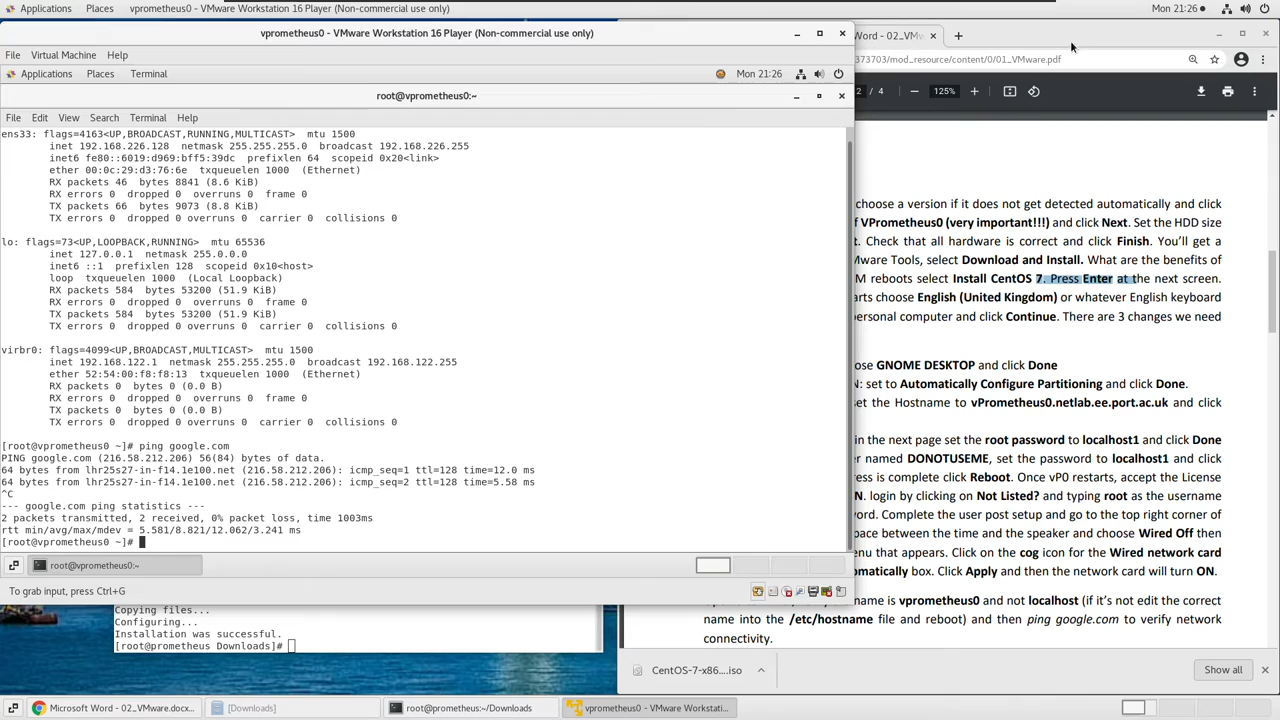 Applications Places vprometheus0 - VMware Workstation 16 Player (Non-commercial use only) Mon 21:26
vprometheus0 - VMware Workstation 16 Player (Non-commercial use only)
File Virtual Machine Help
Applications Places Terminal Mon 21:26
root@vprometheus0:~
File Edit View Search Terminal Help
ens33: flags=4163<UP,BROADCAST,RUNNING,MULTICAST> mtu 1500
inet 192.168.226.128 netmask 255.255.255.0 broadcast 192.168.226.255
inet6 fe80::6019:d969:bff5:39dc prefixlen 64 scopeid 0x20<link>
ether 00:0c:29:d3:76:6e txqueuelen 1000 (Ethernet)
RX packets 46 bytes 8841 (8.6 KiB)
RX errors 0 dropped 0 overruns 0 frame 0
TX packets 66 bytes 9073 (8.8 KiB)
TX errors 0 dropped 0 overruns 0 carrier 0 collisions 0
lo: flags=73<UP,LOOPBACK,RUNNING> mtu 65536
inet 127.0.0.1 netmask 255.0.0.0
inet6 ::1 prefixlen 128 scopeid 0x10<host>
loop txqueuelen 1000 (Local Loopback)
RX packets 584 bytes 53200 (51.9 KiB)
RX errors 0 dropped 0 overruns 0 frame 0
TX packets 584 bytes 53200 (51.9 KiB)
TX errors 0 dropped 0 overruns 0 carrier 0 collisions 0
virbr0: flags=4099<UP,BROADCAST,MULTICAST> mtu 1500
inet 192.168.122.1 netmask 255.255.255.0 broadcast 192.168.122.255
ether 52:54:00:f8:f8:13 txqueuelen 1000 (Ethernet)
RX packets 0 bytes 0 (0.0 B)
RX errors 0 dropped 0 overruns 0 frame 0
TX packets 0 bytes 0 (0.0 B)
TX errors 0 dropped 0 overruns 0 carrier 0 collisions 0
[root@vprometheus0 ~]# ping google.com
PING google.com (216.58.212.206) 56(84) bytes of data.
64 bytes from lhr25s27-in-f14.1e100.net (216.58.212.206): icmp_seq=1 ttl=128 time=12.0 ms
64 bytes from lhr25s27-in-f14.1e100.net (216.58.212.206): icmp_seq=2 ttl=128 time=5.58 ms
^C
--- google.com ping statistics ---
2 packets transmitted, 2 received, 0% packet loss, time 1003ms
rtt min/avg/max/mdev = 5.581/8.821/12.062/3.241 ms
[root@vprometheus0 ~]#
root@vprometheus0:~
To grab input, press Ctrl+G
Copying files...
Configuring...
Installation was successful.
[root@prometheus Downloads]#
Word - 02_VMw
373703/mod_resource/content/0/01_VMware.pdf
2 / 4 125%
choose a version if it does not get detected automatically and click
of VPrometheus0 (very important!!!) and click Next. Set the HDD size
t. Check that all hardware is correct and click Finish. You'll get a
Mware Tools, select Download and Install. What are the benefits of
M reboots select Install CentOS 7. Press Enter at the next screen.
arts choose English (United Kingdom) or whatever English keyboard
personal computer and click Continue. There are 3 changes we need
ose GNOME DESKTOP and click Done
N: set to Automatically Configure Partitioning and click Done.
set the Hostname to vPrometheus0.netlab.ee.port.ac.uk and click
in the next page set the root password to localhost1 and click Done
er named DONOTUSEME, set the password to localhost1 and click
ess is complete click Reboot. Once vP0 restarts, accept the License
N. login by clicking on Not Listed? and typing root as the username
ord. Complete the user post setup and go to the top right corner of
pace between the time and the speaker and choose Wired Off then
enu that appears. Click on the cog icon for the Wired network card
omatically box. Click Apply and then the network card will turn ON.
name is vprometheus0 and not localhost (if it's not edit the correct
name into the /etc/hostname file and reboot) and then ping google.com to verify network
connectivity.
CentOS-7-x86....iso Show all
Microsoft Word - 02_VMware.docx... [Downloads] root@prometheus:~/Downloads vprometheus0 - VMware Workstati...